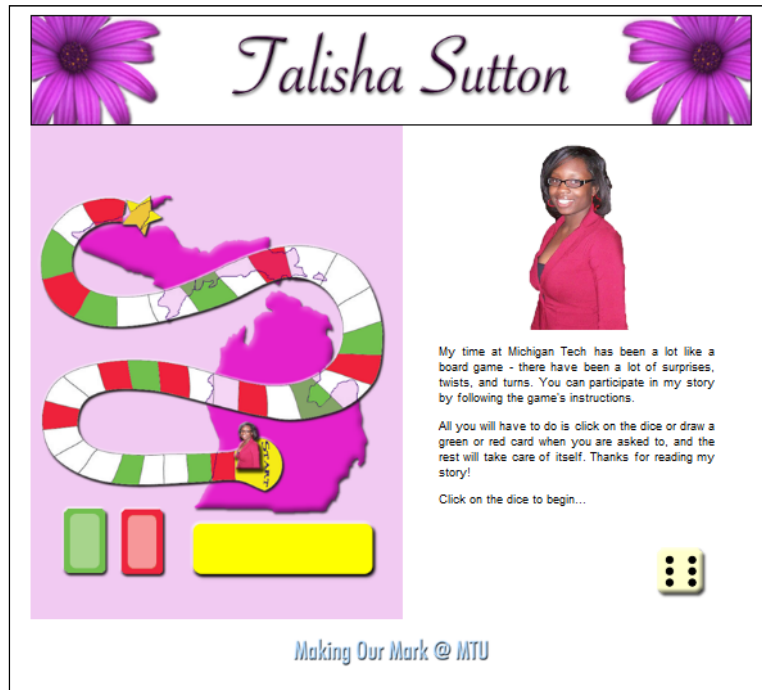 Talisha Sutton
START
My time at Michigan Tech has been a lot like a
board game - there have been a lot of surprises,
twists, and turns. You can participate in my story
by following the game's instructions.
All you will have to do is click on the dice or draw a
green or red card when you are asked to, and the
rest will take care of itself. Thanks for reading my
story!
Click on the dice to begin...
Making Our Mark @ MTU